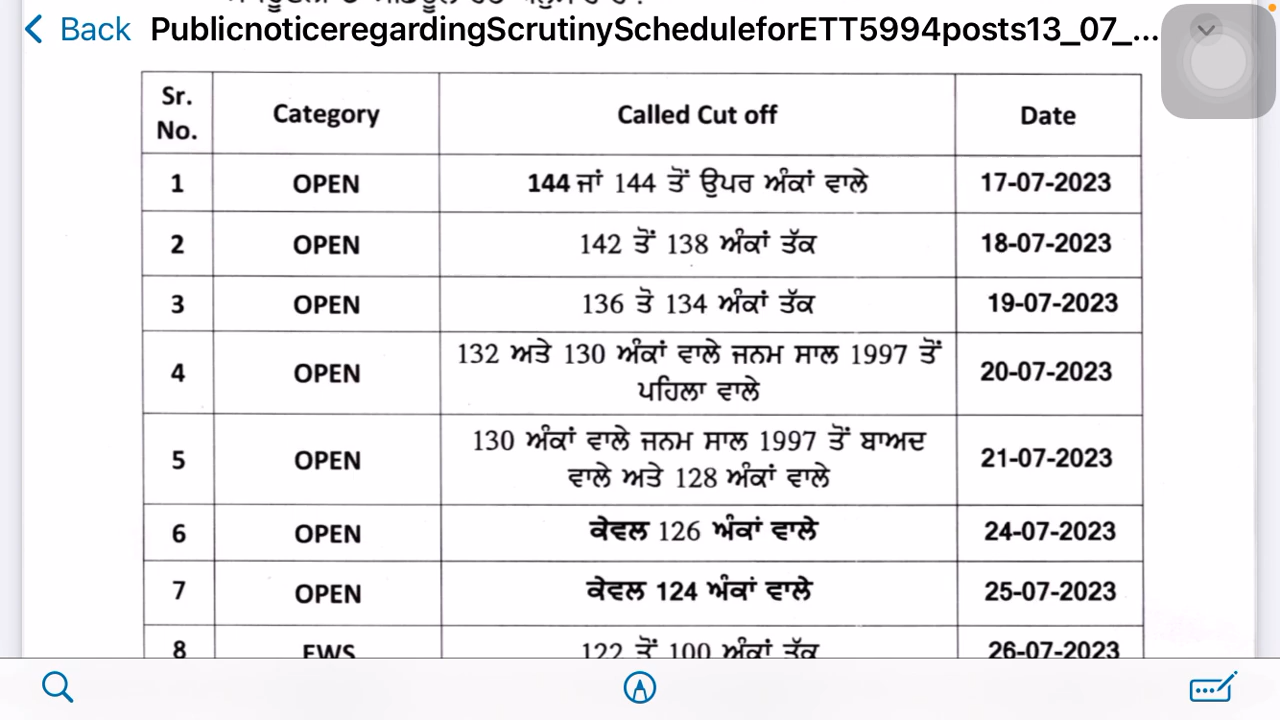 Back PublicnoticeregardingScrutinyScheduleforETT5994posts13_07_...
Sr. No. Category Called Cut off Date
1 OPEN 144 ਜਾਂ 144 ਤੋਂ ਉਪਰ ਅੰਕਾਂ ਵਾਲੇ 17-07-2023
2 OPEN 142 ਤੋਂ 138 ਅੰਕਾਂ ਤੱਕ 18-07-2023
3 OPEN 136 ਤੋ 134 ਅੰਕਾਂ ਤੱਕ 19-07-2023
4 OPEN 132 ਅਤੇ 130 ਅੰਕਾਂ ਵਾਲੇ ਜਨਮ ਸਾਲ 1997 ਤੋਂ
ਪਹਿਲਾ ਵਾਲੇ 20-07-2023
5 OPEN 130 ਅੰਕਾਂ ਵਾਲੇ ਜਨਮ ਸਾਲ 1997 ਤੋਂ ਬਾਅਦ
ਵਾਲੇ ਅਤੇ 128 ਅੰਕਾਂ ਵਾਲੇ 21-07-2023
6 OPEN ਕੇਵਲ 126 ਅੰਕਾਂ ਵਾਲੇ 24-07-2023
7 OPEN ਕੇਵਲ 124 ਅੰਕਾਂ ਵਾਲੇ 25-07-2023
8 EWS 122 ਤੋਂ 100 ਅੰਕਾਂ ਤੱਕ 26-07-2023